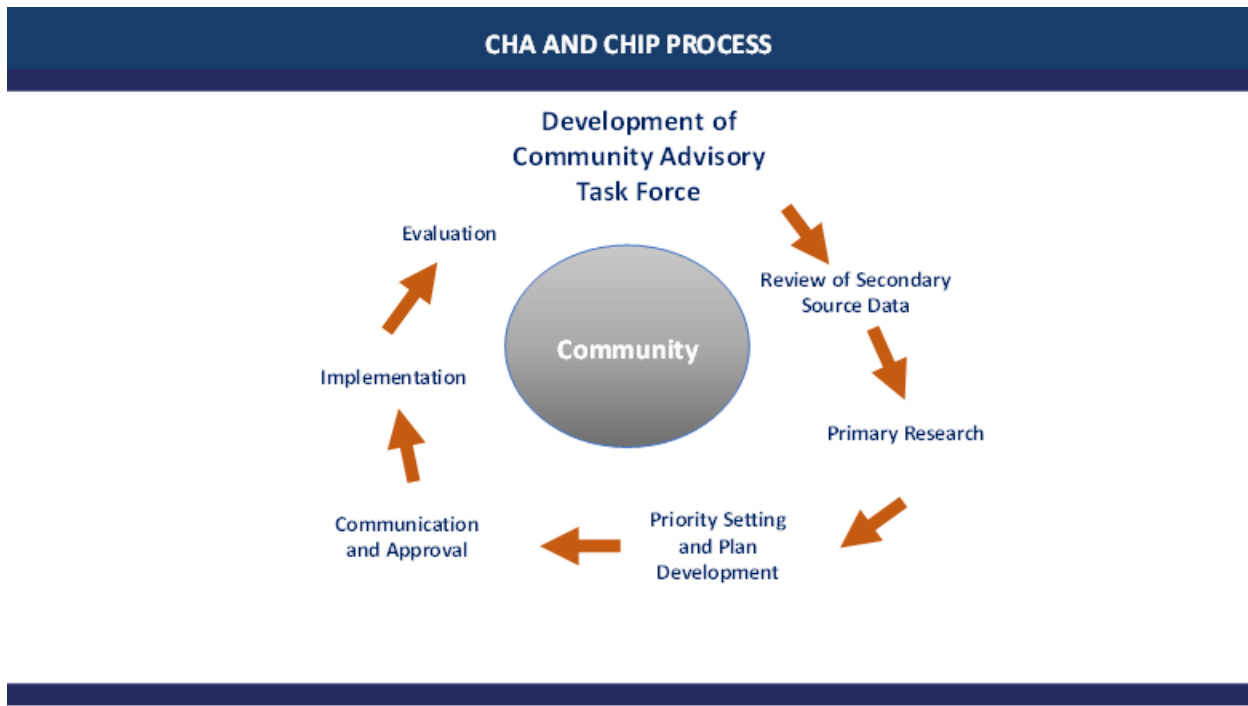 CHA AND CHIP PROCESS
Development of
Community Advisory
Task Force
Evaluation
Review of Secondary
Source Data
Community
Implementation
Primary Research
Communication
and Approval
Priority Setting
and Plan
Development